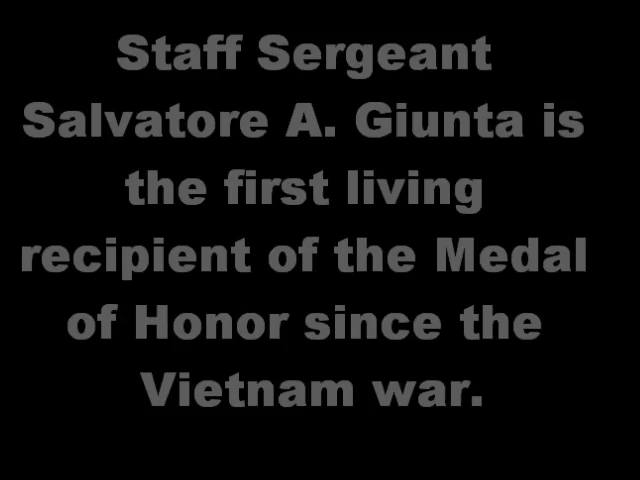 Staff Sergeant
Salvatore A. Giunta is
the first living
recipient of the Medal
of Honor since the
Vietnam war.